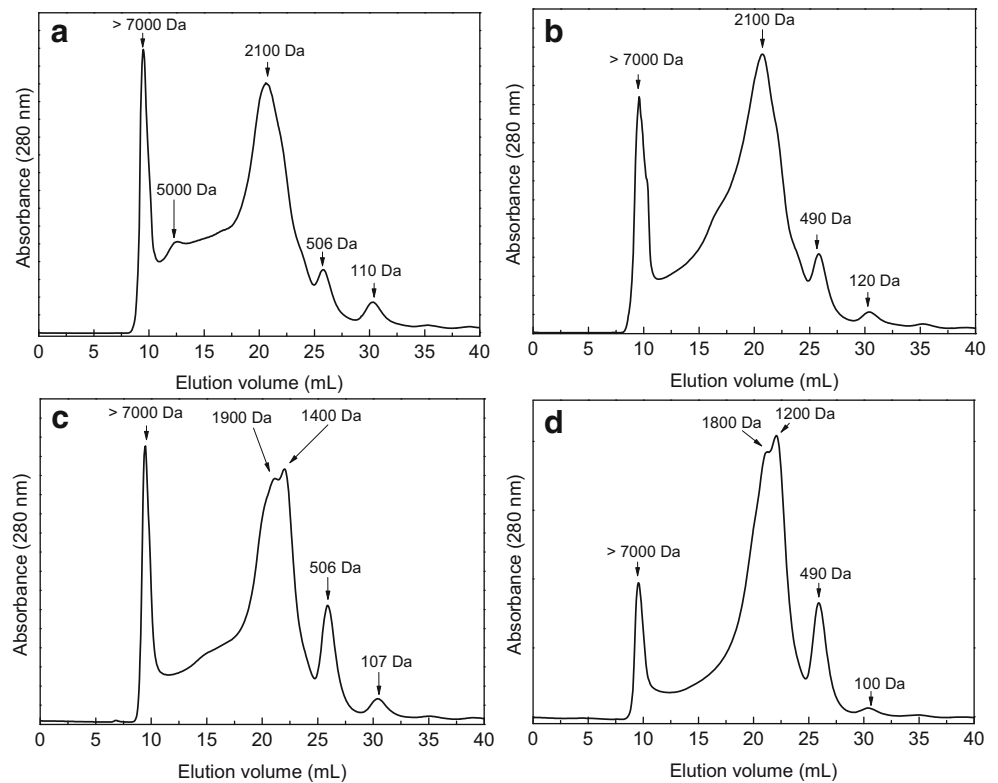 a
> 7000 Da
2100 Da
5000 Da
506 Da
110 Da
Absorbance (280 nm)
0 5 10 15 20 25 30 35 40
Elution volume (mL)
b
2100 Da
> 7000 Da
490 Da
120 Da
Absorbance (280 nm)
0 5 10 15 20 25 30 35 40
Elution volume (mL)
c
> 7000 Da
1900 Da
1400 Da
506 Da
107 Da
Absorbance (280 nm)
0 5 10 15 20 25 30 35 40
Elution volume (mL)
d
1800 Da
1200 Da
> 7000 Da
490 Da
100 Da
Absorbance (280 nm)
0 5 10 15 20 25 30 35 40
Elution volume (mL)